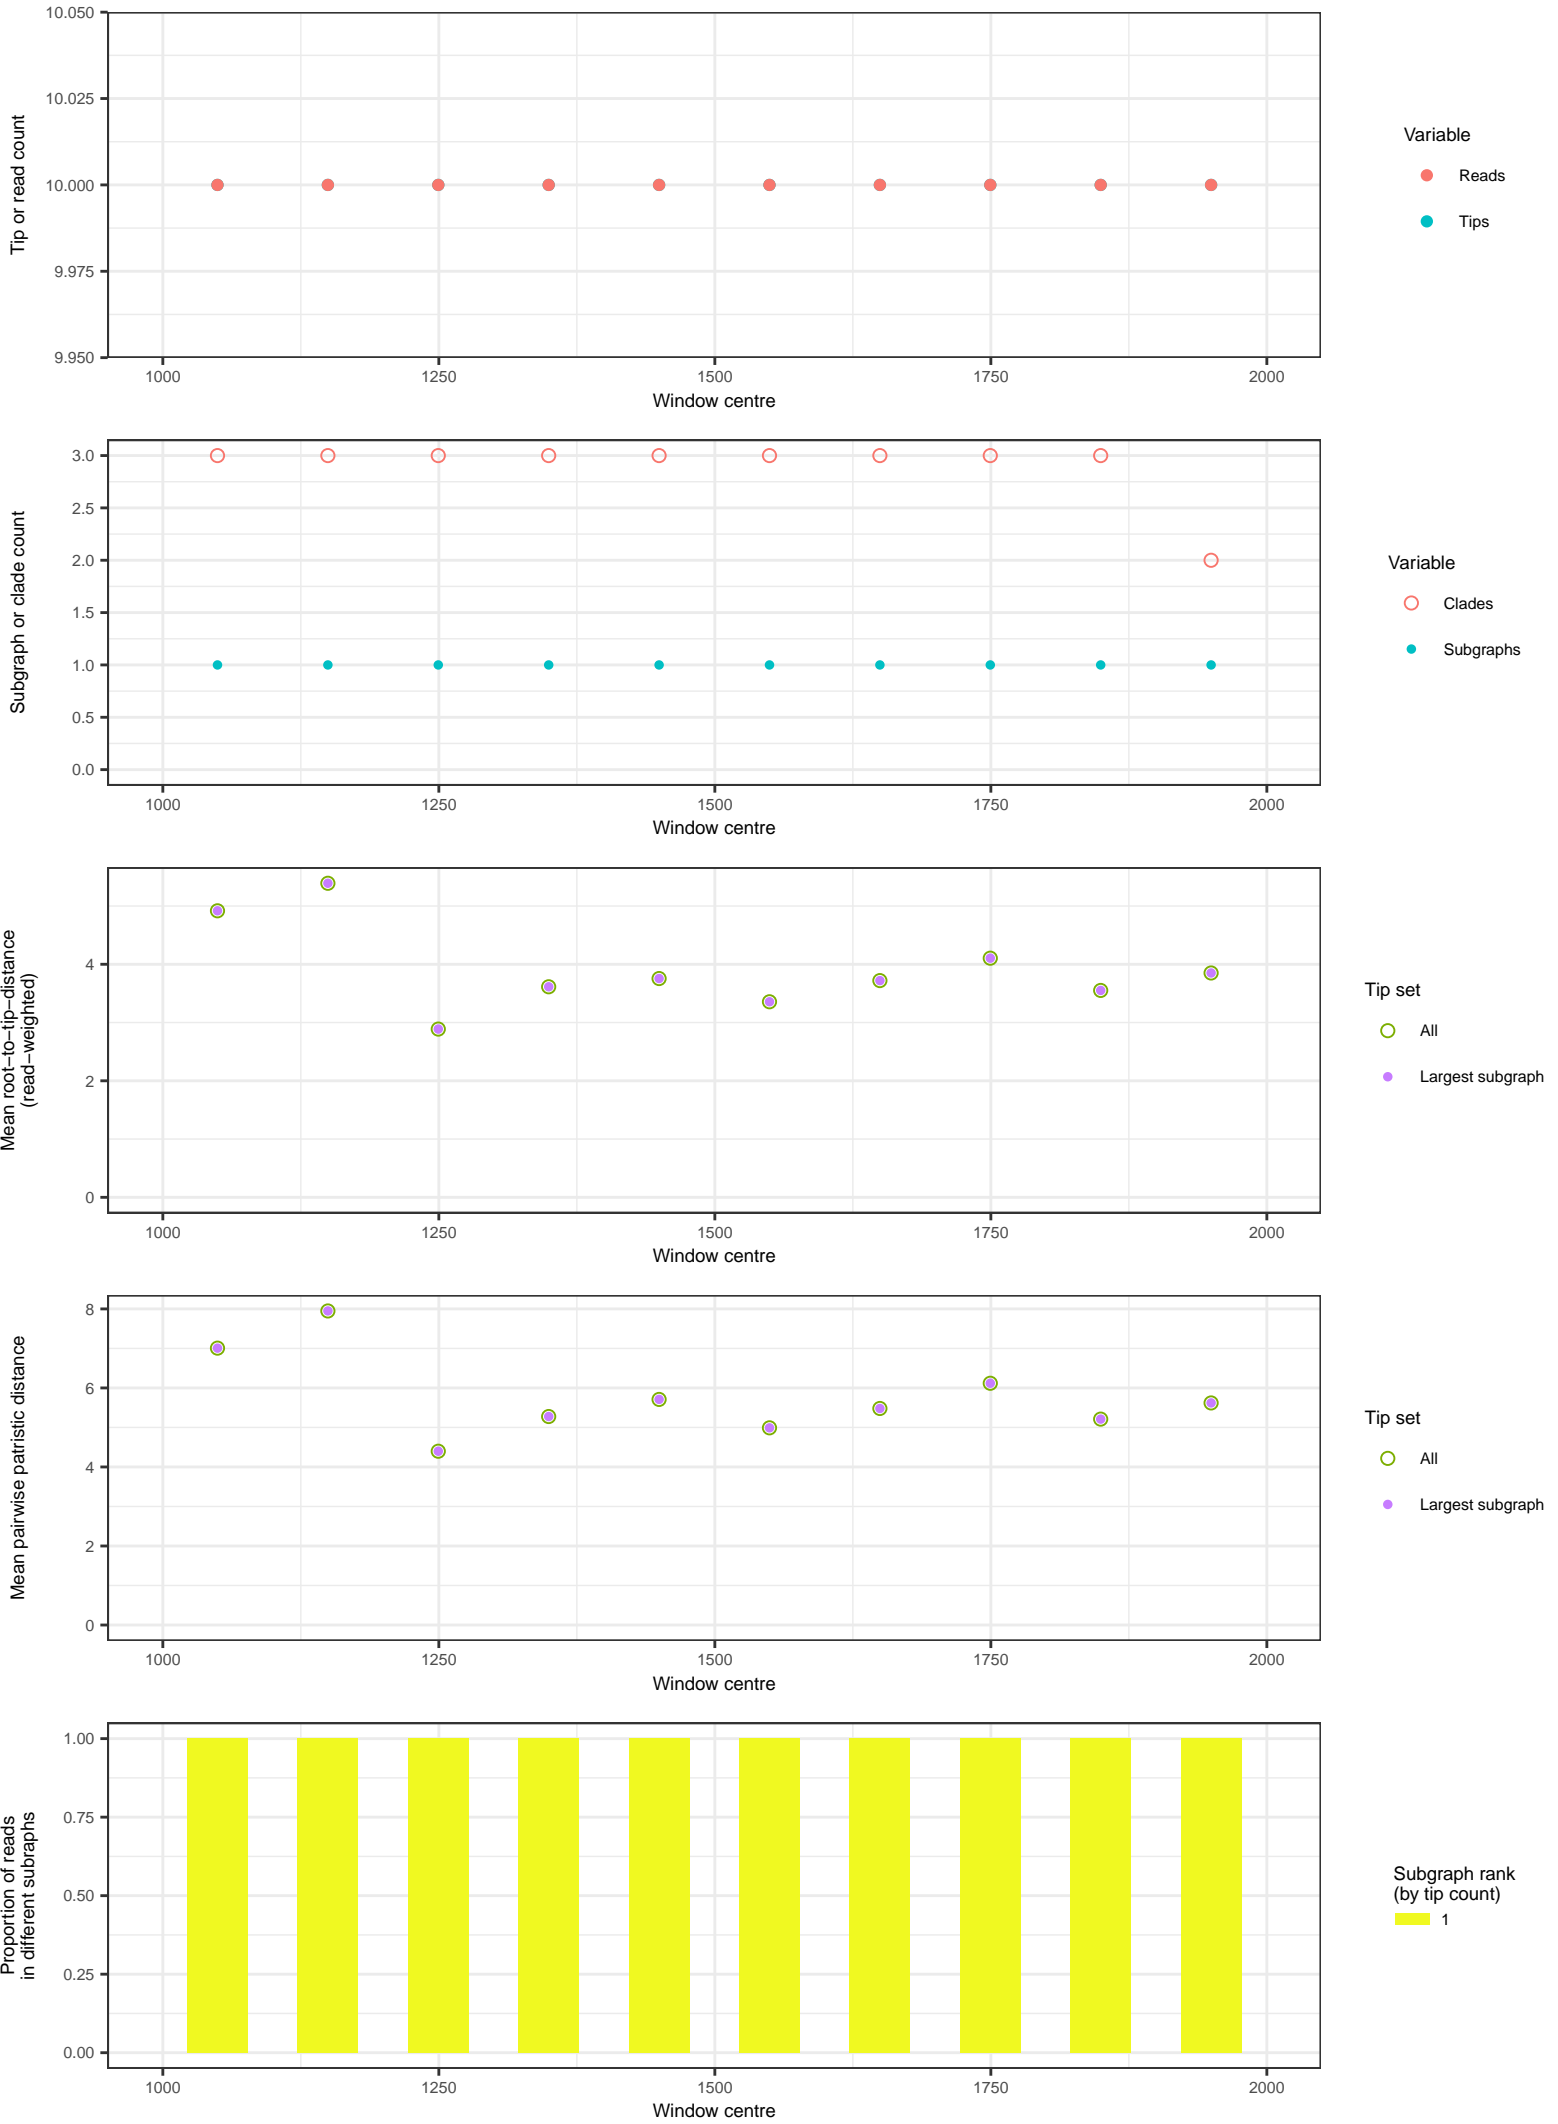 Tip or read count
10.050
10.025
10.000
9.975
9.950
1000 1250 1500 1750 2000
Window centre
Variable
Reads
Tips
Subgraph or clade count
3.0
2.5
2.0
1.5
1.0
0.5
0.0
1000 1250 1500 1750 2000
Window centre
Variable
Clades
Subgraphs
Mean root−to−tip−distance
(read−weighted)
4
2
0
1000 1250 1500 1750 2000
Window centre
Tip set
All
Largest subgraph
Mean pairwise patristic distance
8
6
4
2
0
1000 1250 1500 1750 2000
Window centre
Tip set
All
Largest subgraph
Proportion of reads
in different subraphs
1.00
0.75
0.50
0.25
0.00
1000 1250 1500 1750 2000
Window centre
Subgraph rank
(by tip count)
1